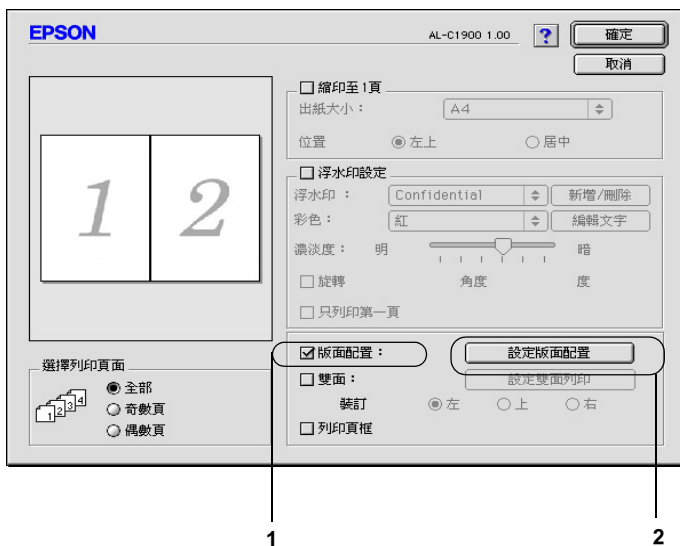 EPSON
AL-C1900 1.00
?
確定
取消
縮印至1頁
出紙大小：
A4
位置
左上
居中
浮水印設定
浮水印：
Confidential
新增/刪除
彩色：
紅
編輯文字
濃淡度：
明
暗
旋轉
角度
度
只列印第一頁
1 2
選擇列印頁面
1 2 3 4
全部
奇數頁
偶數頁
版面配置：
設定版面配置
雙面：
設定雙面列印
裝訂
左
上
右
列印頁框
1
2